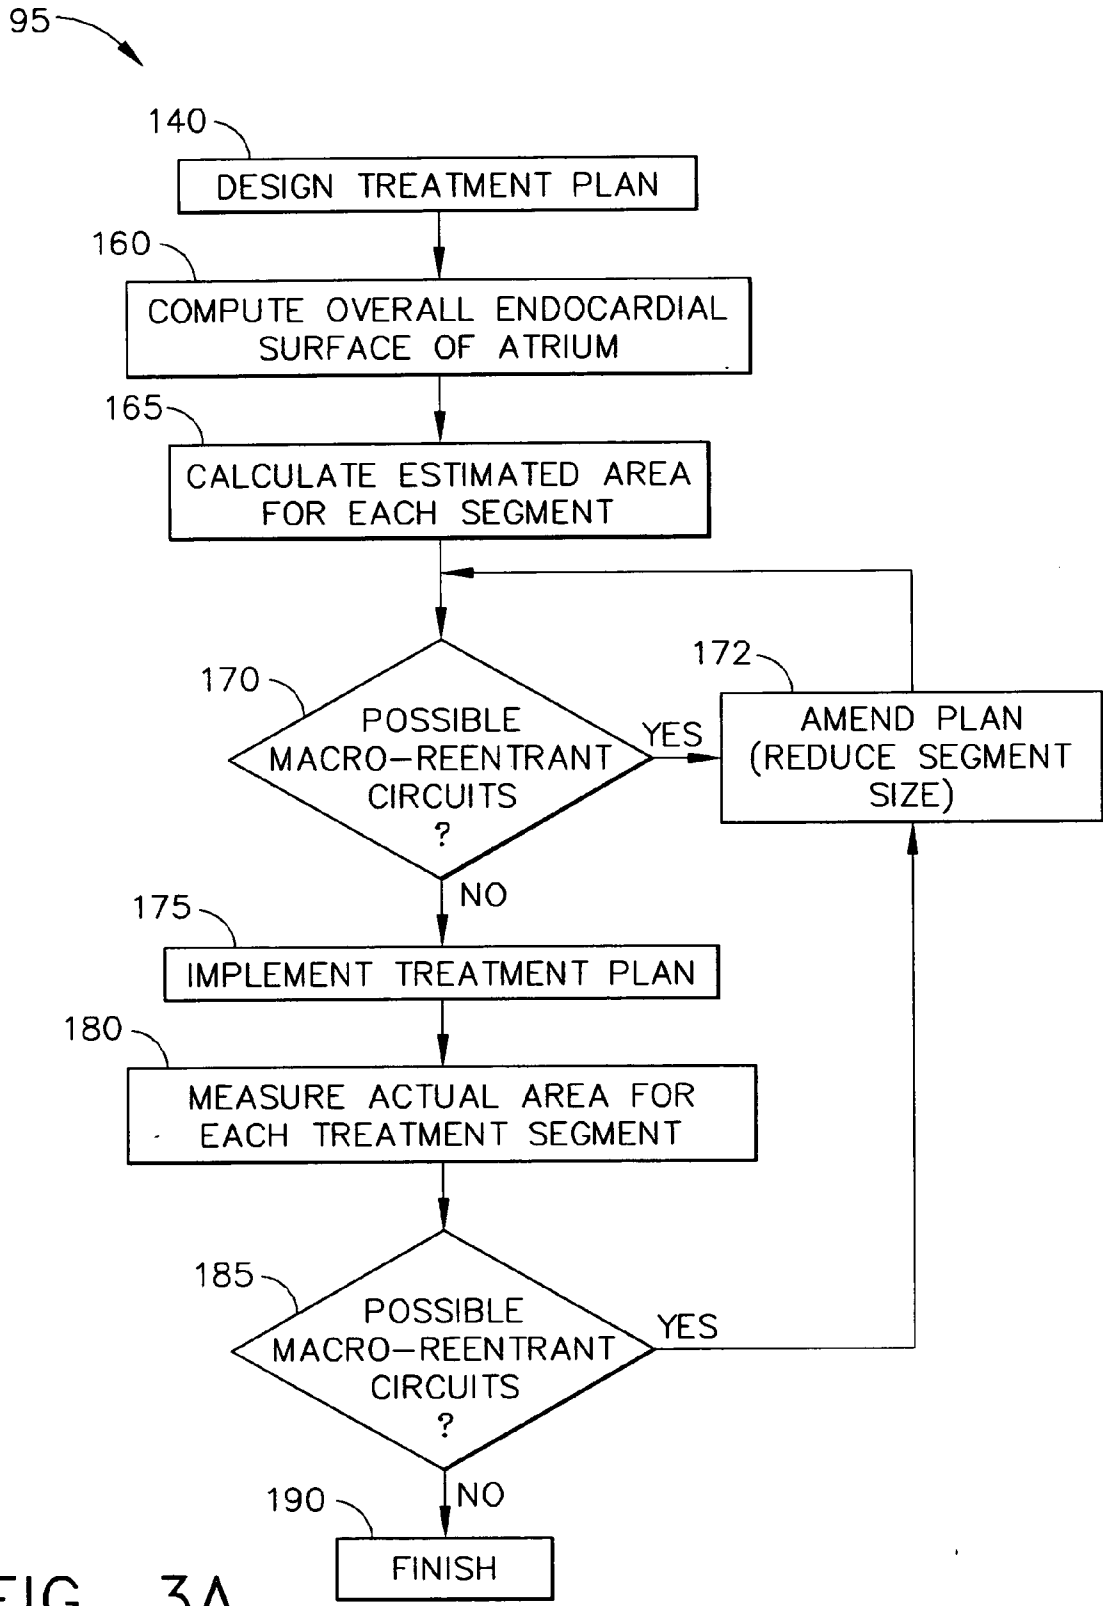 95
140
DESIGN TREATMENT PLAN
160
COMPUTE OVERALL ENDOCARDIAL
SURFACE OF ATRIUM
165
CALCULATE ESTIMATED AREA
FOR EACH SEGMENT
170
POSSIBLE
MACRO-REENTRANT
CIRCUITS
?
YES
172
AMEND PLAN
(REDUCE SEGMENT
SIZE)
NO
175
IMPLEMENT TREATMENT PLAN
180
MEASURE ACTUAL AREA FOR
EACH TREATMENT SEGMENT
185
POSSIBLE
MACRO-REENTRANT
CIRCUITS
?
YES
NO
190
FINISH
FIG. 3A